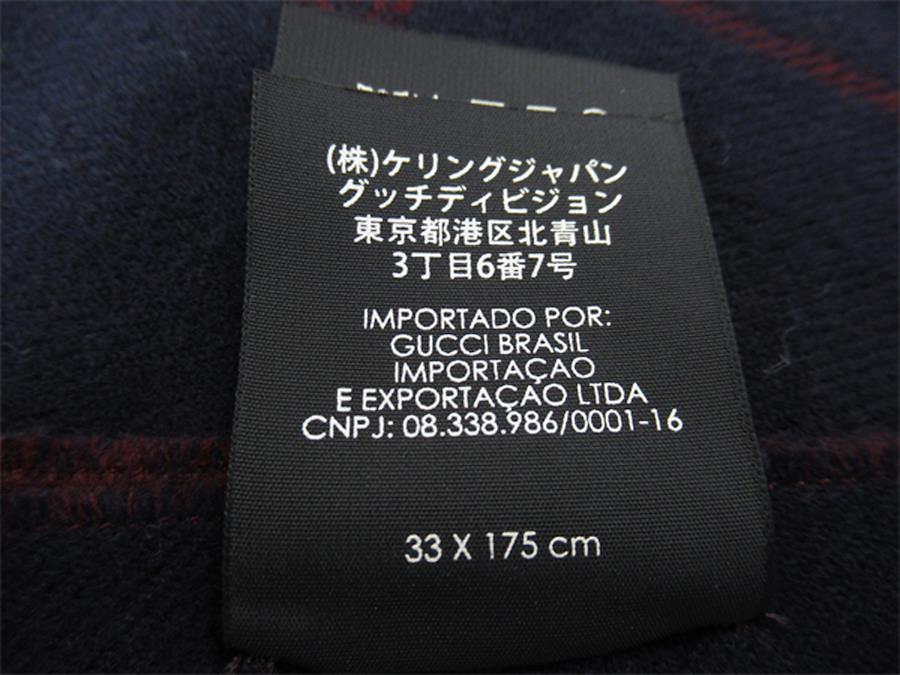 (株)ケリングジャパン
グッチディビジョン
東京都港区北青山
3丁目6番7号
IMPORTADO POR:
GUCCI BRASIL
IMPORTAÇAO
E EXPORTAÇAO LTDA
CNPJ: 08.338.986/0001-16
33 X 175 cm